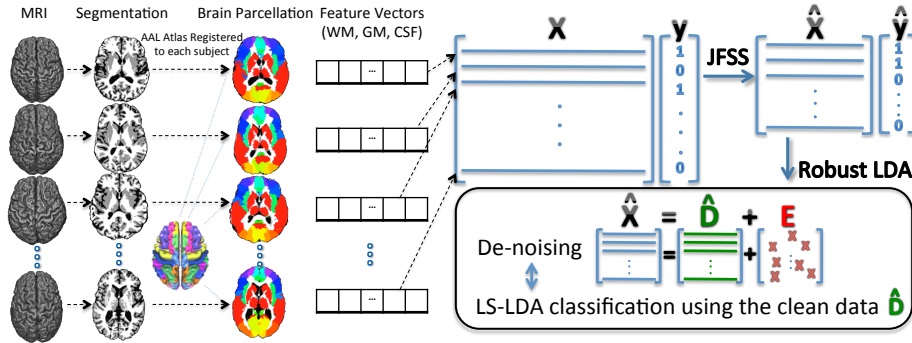 MRI
Segmentation
Brain Parcellation
Feature Vectors
(WM, GM, CSF)
AAL Atlas Registered
to each subject
...
...
...
...
X
y
1
1
0
1
.
.
.
0
JFSS
X̂
ŷ
1
1
0
.
.
.
0
Robust LDA
X̂ = D̂ + E
De-noising
= +
x x x x x x x
LS-LDA classification using the clean data D̂